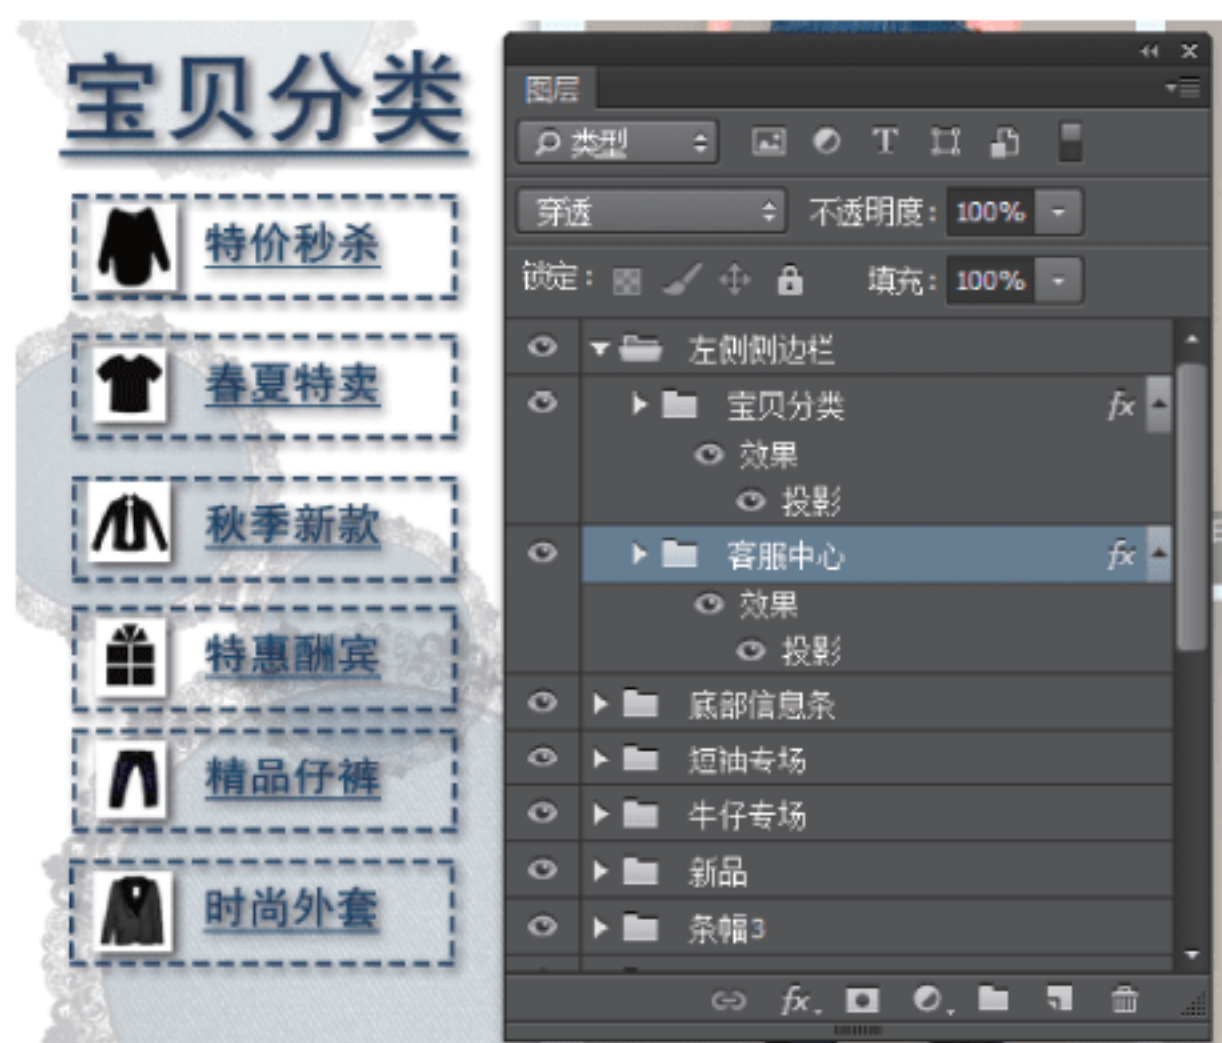 宝贝分类
特价秒杀
春夏特卖
秋季新款
特惠酬宾
精品仔裤
时尚外套
图层
类型
T
穿透 不透明度: 100%
锁定: 填充: 100%
左侧侧边栏
宝贝分类 fx
效果
投影
客服中心 fx
效果
投影
底部信息条
短袖专场
牛仔专场
新品
条幅3
fx.